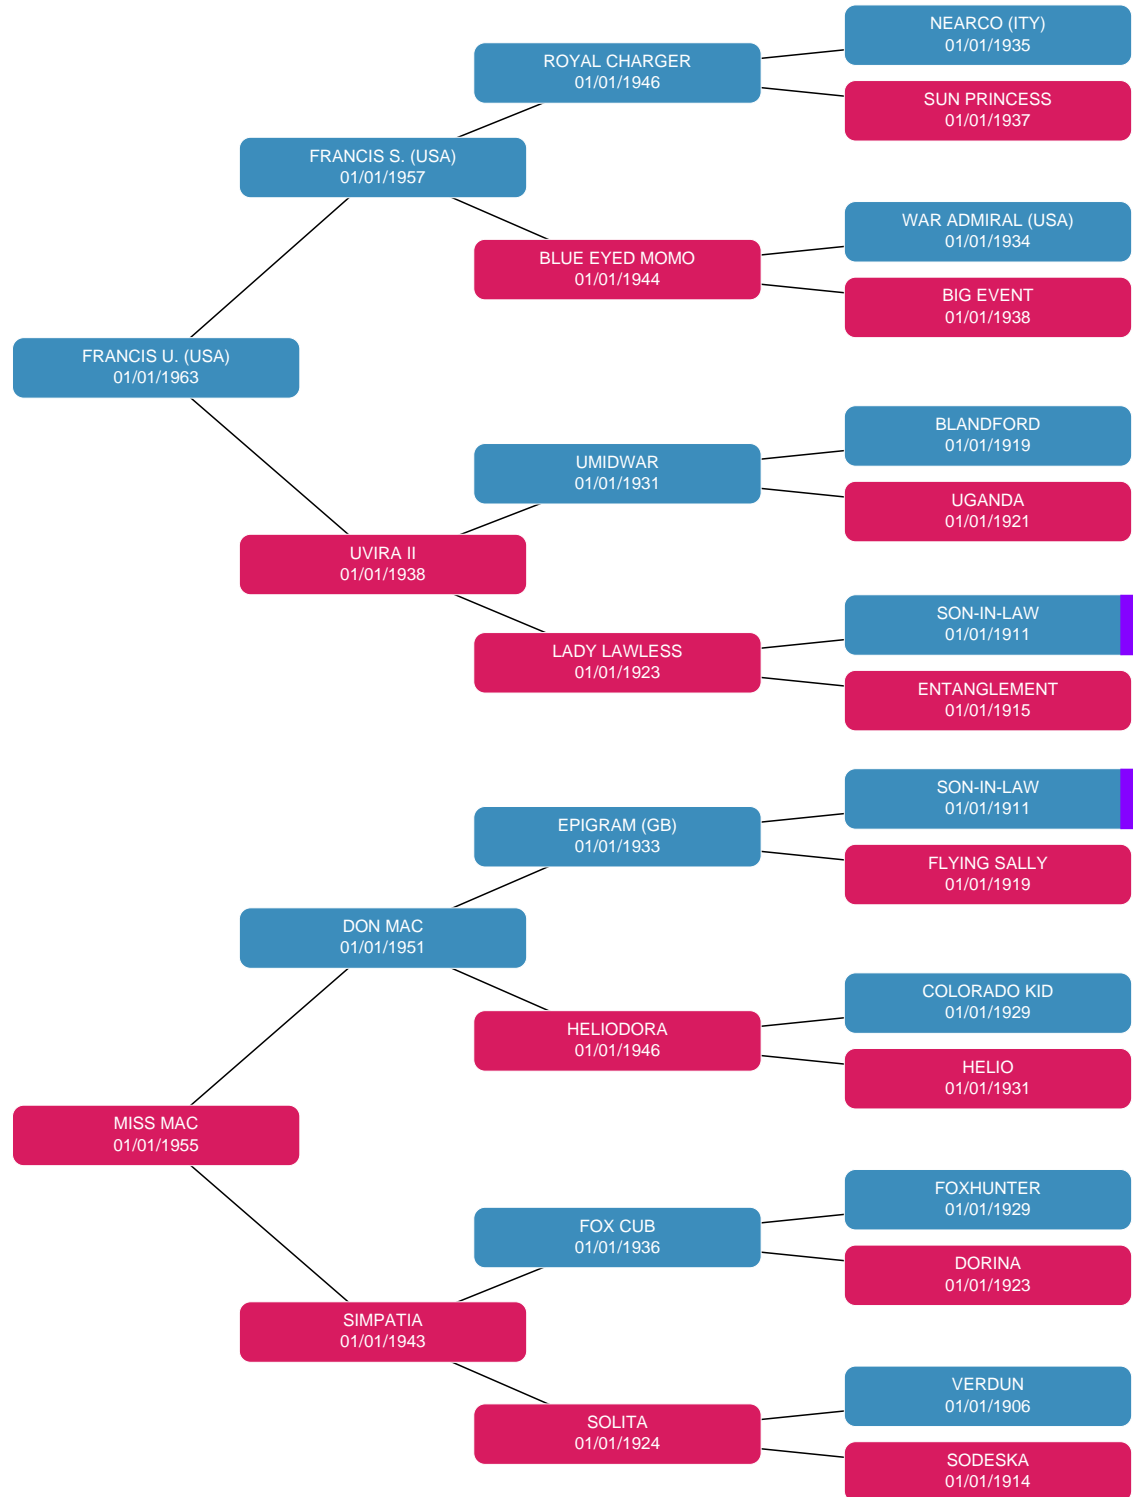 NEARCO (ITY)
01/01/1935
ROYAL CHARGER
01/01/1946
SUN PRINCESS
01/01/1937
FRANCIS S. (USA)
01/01/1957
WAR ADMIRAL (USA)
01/01/1934
BLUE EYED MOMO
01/01/1944
BIG EVENT
01/01/1938
FRANCIS U. (USA)
01/01/1963
BLANDFORD
01/01/1919
UMIDWAR
01/01/1931
UGANDA
01/01/1921
UVIRA II
01/01/1938
SON-IN-LAW
01/01/1911
LADY LAWLESS
01/01/1923
ENTANGLEMENT
01/01/1915
SON-IN-LAW
01/01/1911
EPIGRAM (GB)
01/01/1933
FLYING SALLY
01/01/1919
DON MAC
01/01/1951
COLORADO KID
01/01/1929
HELIODORA
01/01/1946
HELIO
01/01/1931
MISS MAC
01/01/1955
FOXHUNTER
01/01/1929
FOX CUB
01/01/1936
DORINA
01/01/1923
SIMPATIA
01/01/1943
VERDUN
01/01/1906
SOLITA
01/01/1924
SODESKA
01/01/1914